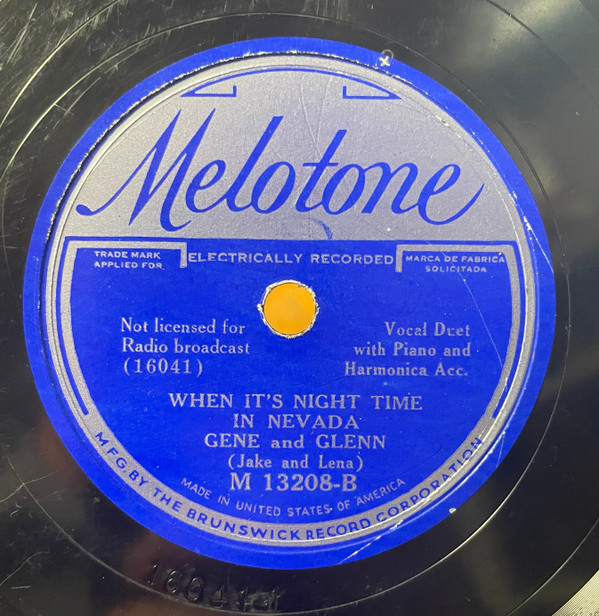 Melotone
TRADE MARK
APPLIED FOR
ELECTRICALLY RECORDED
MARCA DE FABRICA
SOLICITADA
Not licensed for
Radio broadcast
(16041)
Vocal Duet
with Piano and
Harmonica Acc.
WHEN IT'S NIGHT TIME
IN NEVADA
GENE and GLENN
(Jake and Lena)
M 13208-B
MADE IN UNITED STATES OF AMERICA
MFG. BY THE BRUNSWICK RECORD CORPORATION